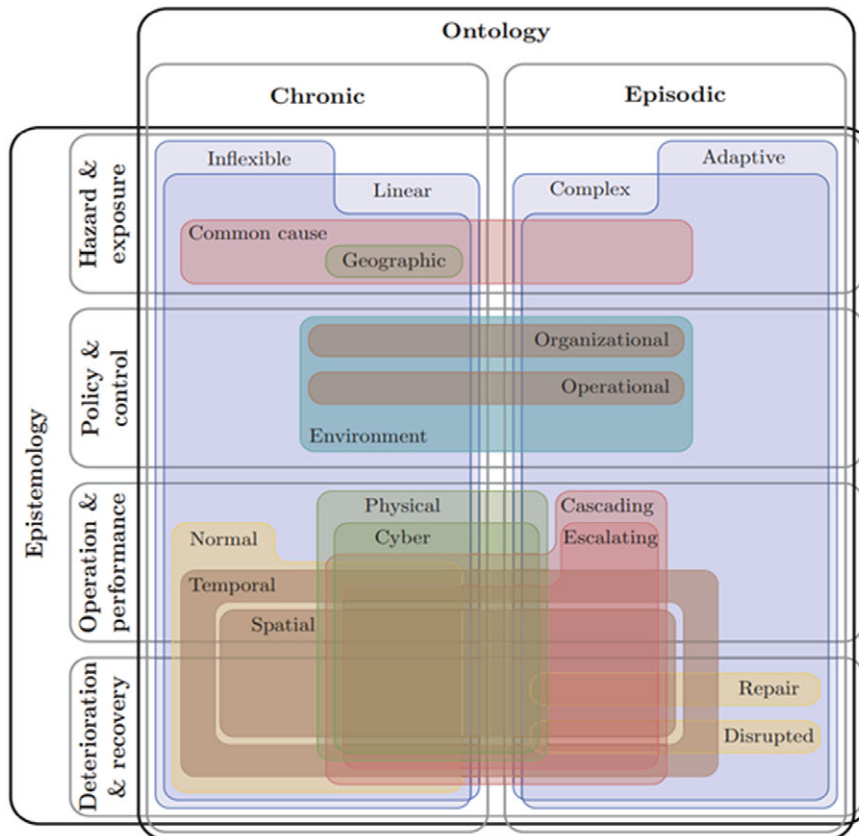 Ontology
Chronic
Episodic
Epistemology
Hazard &
exposure
Inflexible
Linear
Complex
Adaptive
Common cause
Geographic
Policy &
control
Organizational
Operational
Environment
Operation &
performance
Physical
Cyber
Cascading
Escalating
Normal
Temporal
Spatial
Deterioration
& recovery
Repair
Disrupted